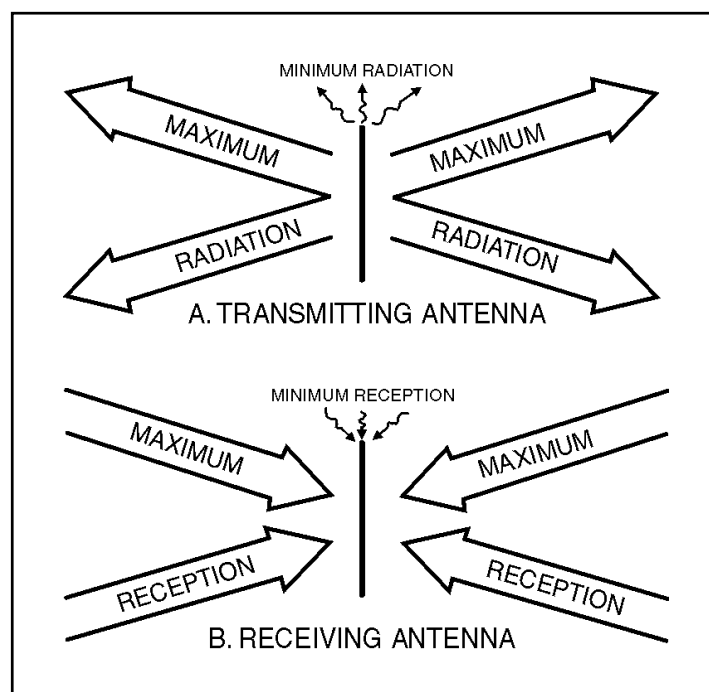 MINIMUM RADIATION
MAXIMUM
MAXIMUM
RADIATION
RADIATION
A. TRANSMITTING ANTENNA
MINIMUM RECEPTION
MAXIMUM
MAXIMUM
RECEPTION
RECEPTION
B. RECEIVING ANTENNA